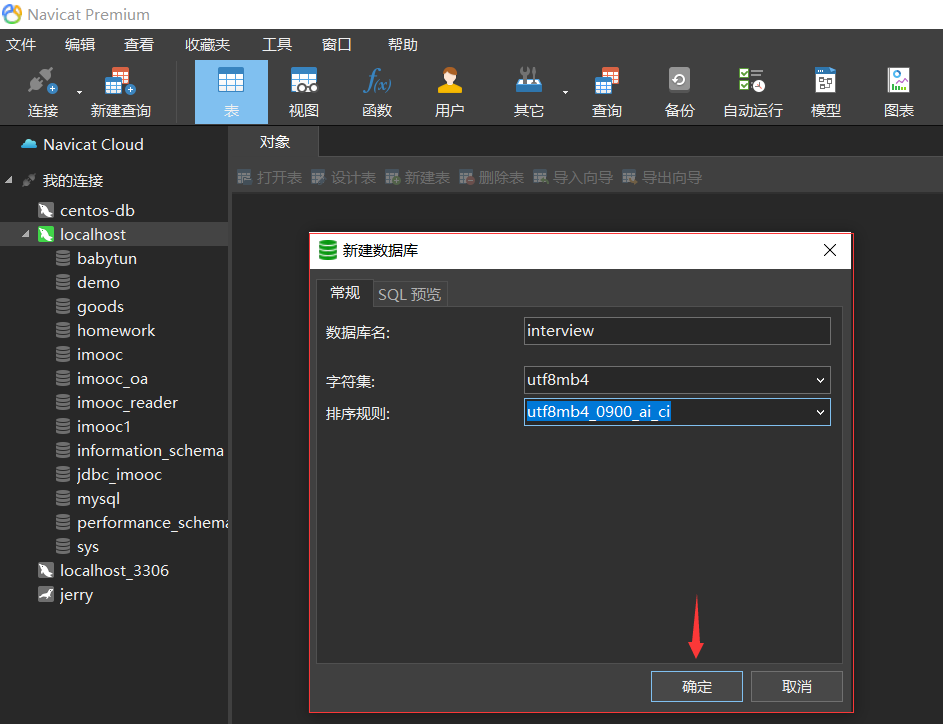 Navicat Premium
文件 编辑 查看 收藏夹 工具 窗口 帮助
连接 新建查询 表 视图 函数 用户 其它 查询 备份 自动运行 模型 图表
Navicat Cloud
对象
我的连接
打开表 设计表 新建表 删除表 导入向导 导出向导
centos-db
localhost
babytun
demo
goods
homework
imooc
imooc_oa
imooc_reader
imooc1
information_schema
jdbc_imooc
mysql
performance_schema
sys
localhost_3306
jerry
新建数据库
常规 SQL 预览
数据库名: interview
字符集: utf8mb4
排序规则: utf8mb4_0900_ai_ci
确定 取消